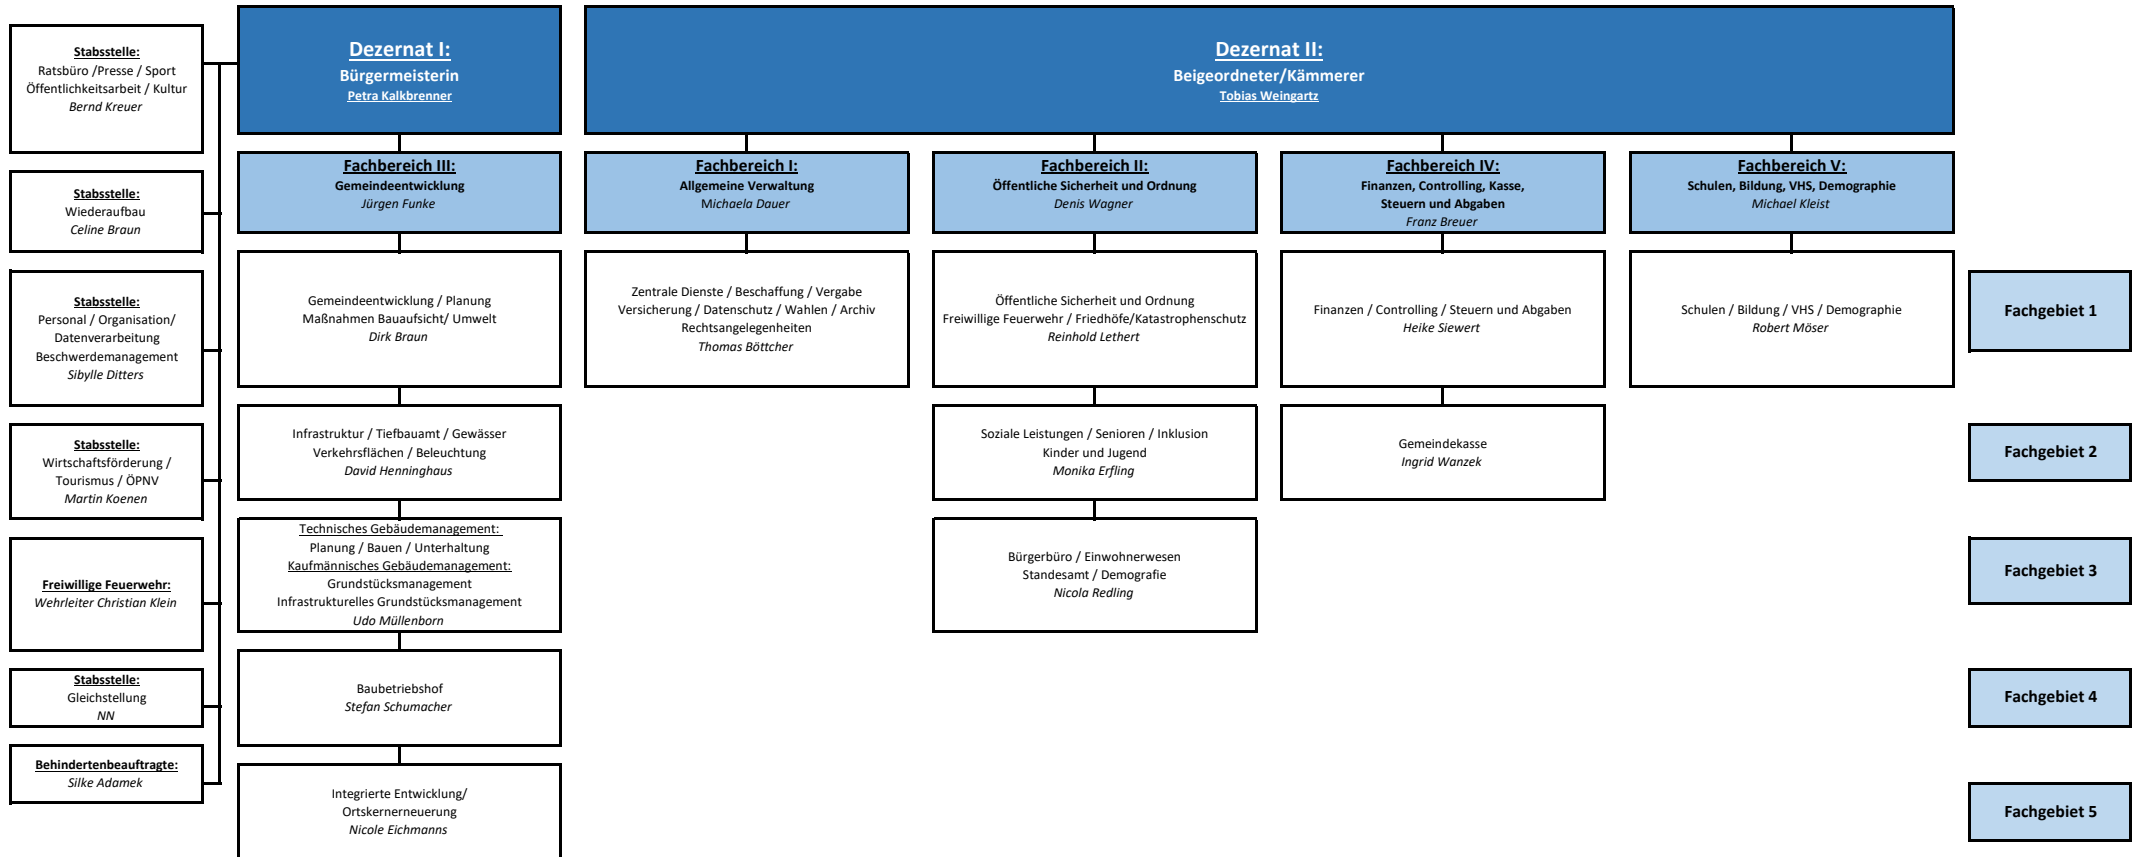 Stabsstelle:
Ratsbüro /Presse / Sport
Öffentlichkeitsarbeit / Kultur
Bernd Kreuer
Stabsstelle:
Wiederaufbau
Celine Braun
Stabsstelle:
Personal / Organisation/
Datenverarbeitung
Beschwerdemanagement
Sibylle Ditters
Stabsstelle:
Wirtschaftsförderung /
Tourismus / ÖPNV
Martin Koenen
Freiwillige Feuerwehr:
Wehrleiter Christian Klein
Stabsstelle:
Gleichstellung
NN
Behindertenbeauftragte:
Silke Adamek
Dezernat I:
Bürgermeisterin
Petra Kalkbrenner
Fachbereich III:
Gemeindeentwicklung
Jürgen Funke
Gemeindeentwicklung / Planung
Maßnahmen Bauaufsicht/ Umwelt
Dirk Braun
Infrastruktur / Tiefbauamt / Gewässer
Verkehrsflächen / Beleuchtung
David Henninghaus
Technisches Gebäudemanagement:
Planung / Bauen / Unterhaltung
Kaufmännisches Gebäudemanagement:
Grundstücksmanagement
Infrastrukturelles Grundstücksmanagement
Udo Müllenborn
Baubetriebshof
Stefan Schumacher
Integrierte Entwicklung/
Ortskernerneuerung
Nicole Eichmanns
Dezernat II:
Beigeordneter/Kämmerer
Tobias Weingartz
Fachbereich I:
Allgemeine Verwaltung
Michaela Dauer
Zentrale Dienste / Beschaffung / Vergabe
Versicherung / Datenschutz / Wahlen / Archiv
Rechtsangelegenheiten
Thomas Böttcher
Fachbereich II:
Öffentliche Sicherheit und Ordnung
Denis Wagner
Öffentliche Sicherheit und Ordnung
Freiwillige Feuerwehr / Friedhöfe/Katastrophenschutz
Reinhold Lethert
Soziale Leistungen / Senioren / Inklusion
Kinder und Jugend
Monika Erfling
Bürgerbüro / Einwohnerwesen
Standesamt / Demografie
Nicola Redling
Fachbereich IV:
Finanzen, Controlling, Kasse,
Steuern und Abgaben
Franz Breuer
Finanzen / Controlling / Steuern und Abgaben
Heike Siewert
Gemeindekasse
Ingrid Wanzek
Fachbereich V:
Schulen, Bildung, VHS, Demographie
Michael Kleist
Schulen / Bildung / VHS / Demographie
Robert Möser
Fachgebiet 1
Fachgebiet 2
Fachgebiet 3
Fachgebiet 4
Fachgebiet 5